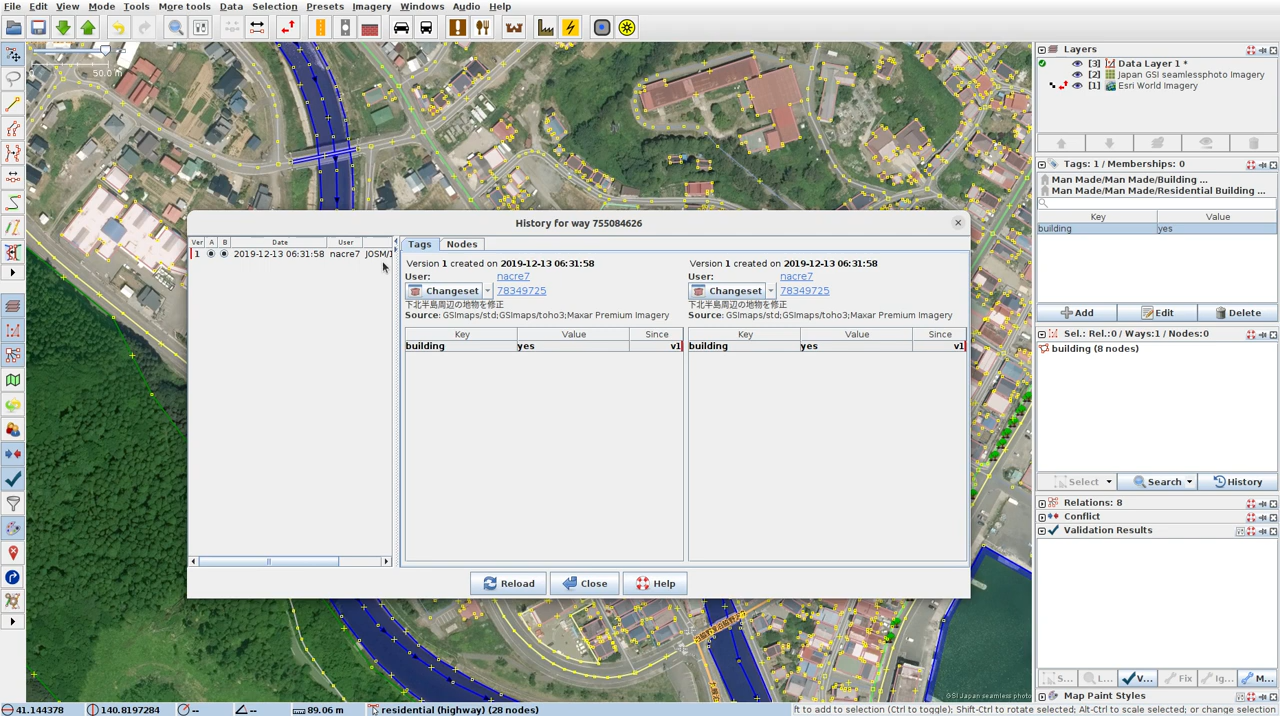 File Edit View Mode Tools More tools Data Selection Presets Imagery Windows Audio Help
50.0 m
Layers
[3] Data Layer 1 *
[2] Japan GSI seamlessphoto Imagery
[1] Esri World Imagery
Tags: 1 / Memberships: 0
Man Made/Man Made/Building ...
Man Made/Man Made/Residential Building ...
Key Value
building yes
Add Edit Delete
Sel.: Rel.:0 / Ways:1 / Nodes:0
building (8 nodes)
Select Search History
Relations: 8
Conflict
Validation Results
S... L... V... Fix Ig... M...
Map Paint Styles
History for way 755084626
Ver A B Date User
1 2019-12-13 06:31:58 nacre7 JOSM/1
Tags Nodes
Version 1 created on 2019-12-13 06:31:58
User: nacre7
Changeset 78349725
下北半島周辺の地物を修正
Source: GSImaps/std;GSImaps/toho3;Maxar Premium Imagery
Key Value Since
building yes v1
Version 1 created on 2019-12-13 06:31:58
User: nacre7
Changeset 78349725
下北半島周辺の地物を修正
Source: GSImaps/std;GSImaps/toho3;Maxar Premium Imagery
Key Value Since
building yes v1
Reload Close Help
GSI Japan seamless photo
41.144378 140.8197284 -- -- 89.06 m residential (highway) (28 nodes) ft to add to selection (Ctrl to toggle); Shift-Ctrl to rotate selected; Alt-Ctrl to scale selected; or change selection